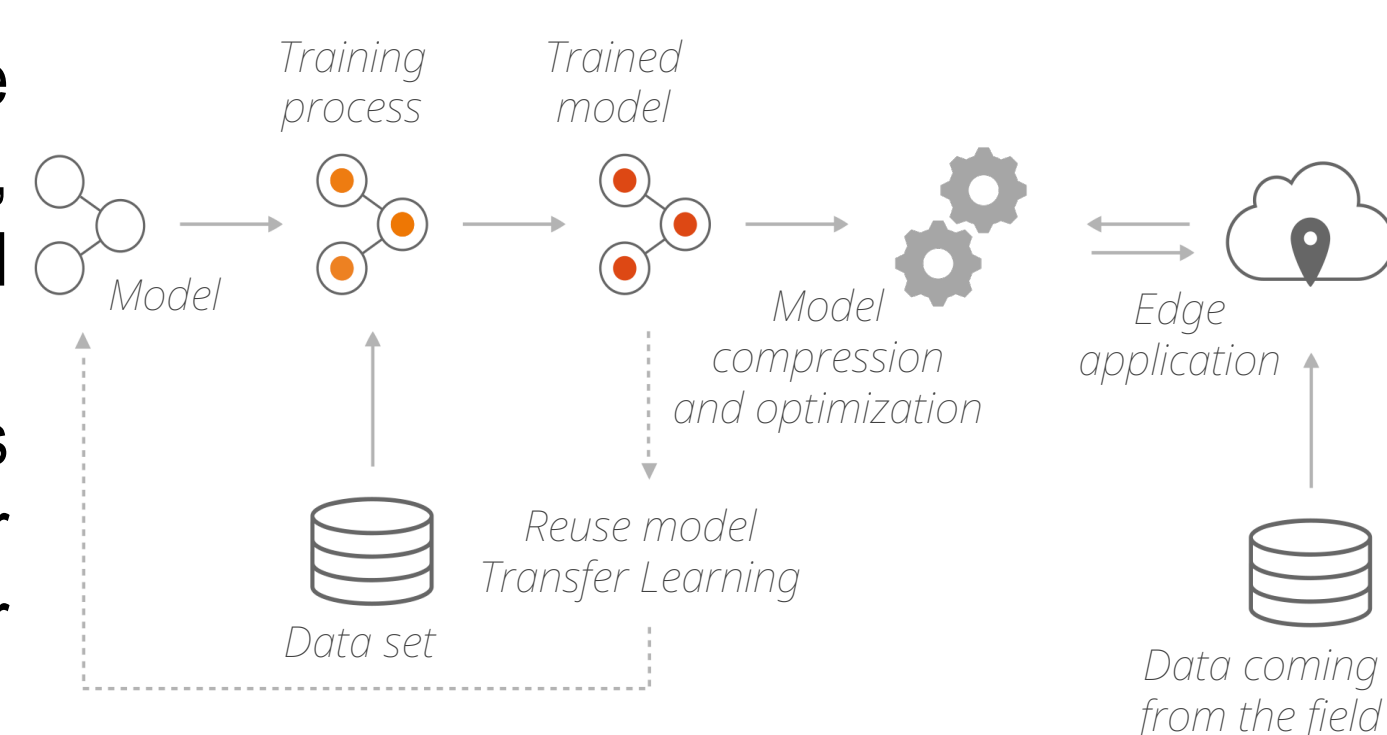 Training
process
Trained
model
Model
Model
compression
and optimization
Edge
application
Reuse model
Transfer Learning
Data set
Data coming
from the field